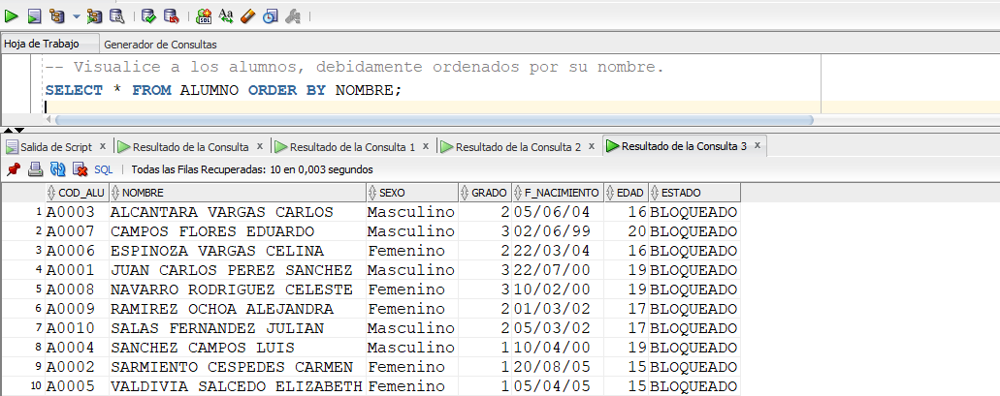 SQL Aa
Hoja de Trabajo Generador de Consultas
-- Visualice a los alumnos, debidamente ordenados por su nombre.
SELECT * FROM ALUMNO ORDER BY NOMBRE;
Salida de Script x Resultado de la Consulta x Resultado de la Consulta 1 x Resultado de la Consulta 2 x Resultado de la Consulta 3 x
SQL | Todas las Filas Recuperadas: 10 en 0,003 segundos
COD_ALU NOMBRE SEXO GRADO F_NACIMIENTO EDAD ESTADO
1 A0003 ALCANTARA VARGAS CARLOS Masculino 2 05/06/04 16 BLOQUEADO
2 A0007 CAMPOS FLORES EDUARDO Masculino 3 02/06/99 20 BLOQUEADO
3 A0006 ESPINOZA VARGAS CELINA Femenino 2 22/03/04 16 BLOQUEADO
4 A0001 JUAN CARLOS PEREZ SANCHEZ Masculino 3 22/07/00 19 BLOQUEADO
5 A0008 NAVARRO RODRIGUEZ CELESTE Femenino 3 10/02/00 19 BLOQUEADO
6 A0009 RAMIREZ OCHOA ALEJANDRA Femenino 2 01/03/02 17 BLOQUEADO
7 A0010 SALAS FERNANDEZ JULIAN Masculino 2 05/03/02 17 BLOQUEADO
8 A0004 SANCHEZ CAMPOS LUIS Masculino 1 10/04/00 19 BLOQUEADO
9 A0002 SARMIENTO CESPEDES CARMEN Femenino 1 20/08/05 15 BLOQUEADO
10 A0005 VALDIVIA SALCEDO ELIZABETH Femenino 1 05/04/05 15 BLOQUEADO